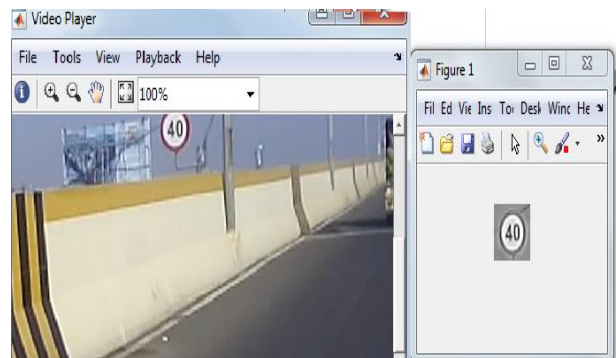 Video Player
File Tools View Playback Help
100%
40
Figure 1
Fil Ed Vie Ins Too Desk Winc He
40